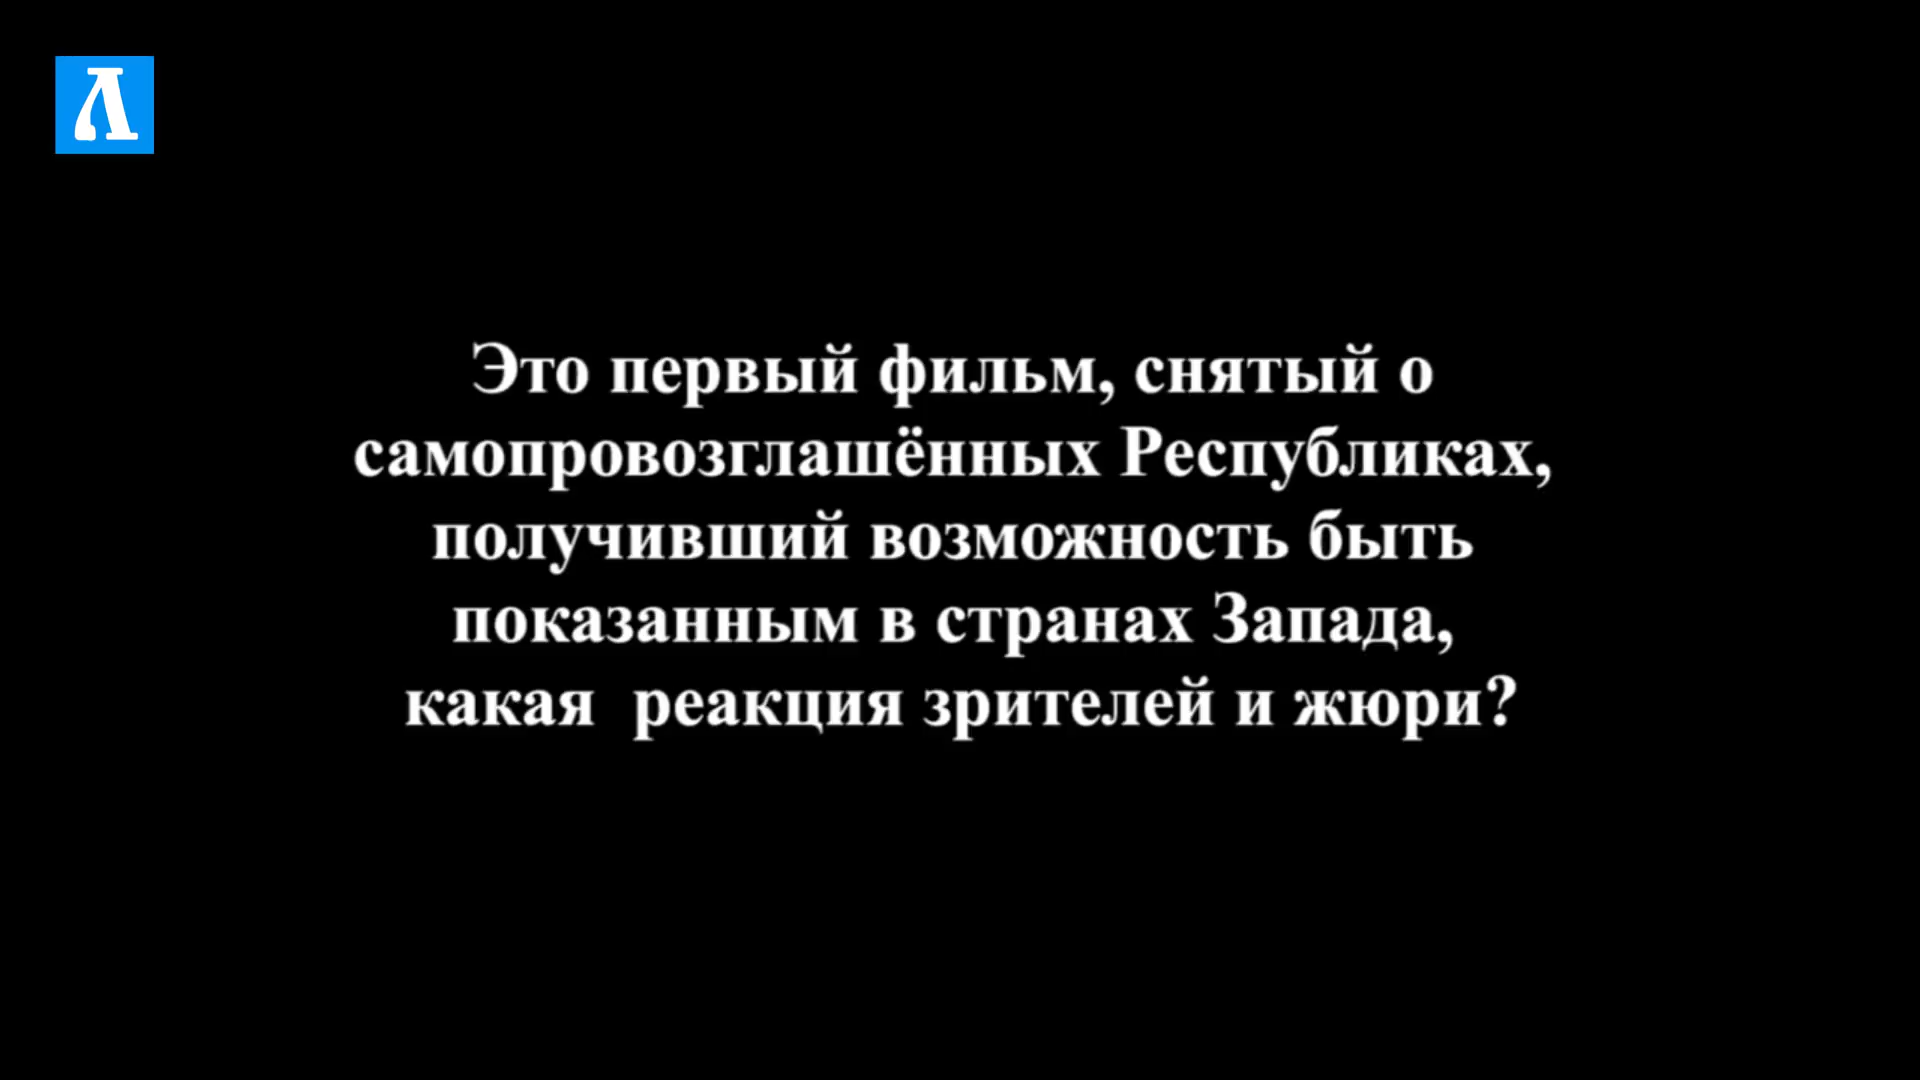 Л
Это первый фильм, снятый о
самопровозглашённых Республиках,
получивший возможность быть
показанным в странах Запада,
какая  реакция зрителей и жюри?